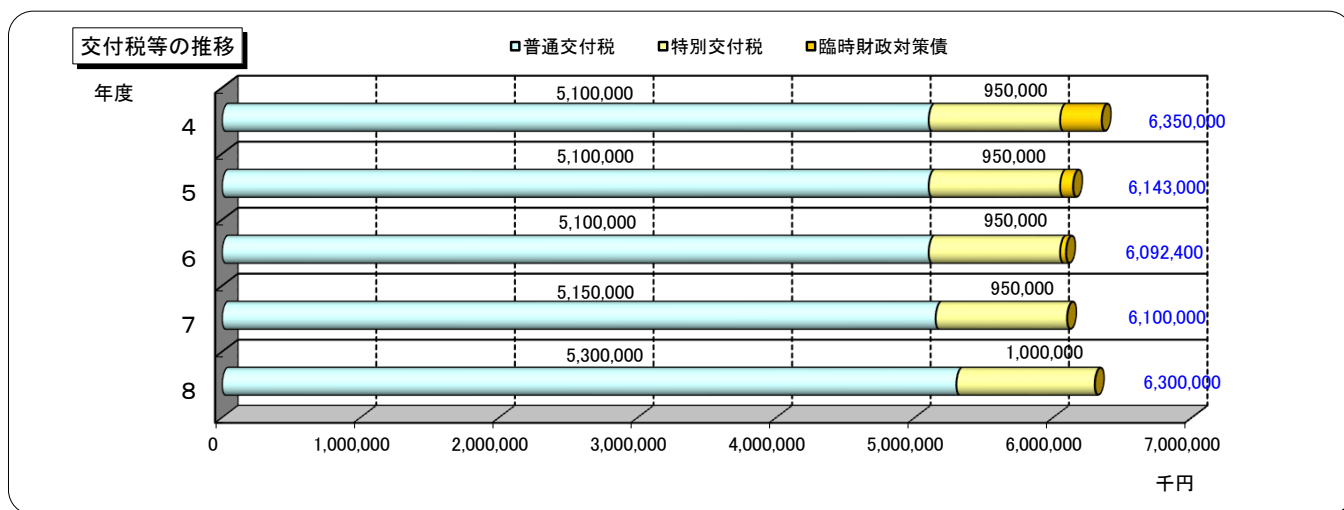 交付税等の推移
普通交付税 特別交付税 臨時財政対策債
年度
4 5,100,000 950,000 6,350,000
5 5,100,000 950,000 6,143,000
6 5,100,000 950,000 6,092,400
7 5,150,000 950,000 6,100,000
8 5,300,000 1,000,000 6,300,000
0 1,000,000 2,000,000 3,000,000 4,000,000 5,000,000 6,000,000 7,000,000
千円